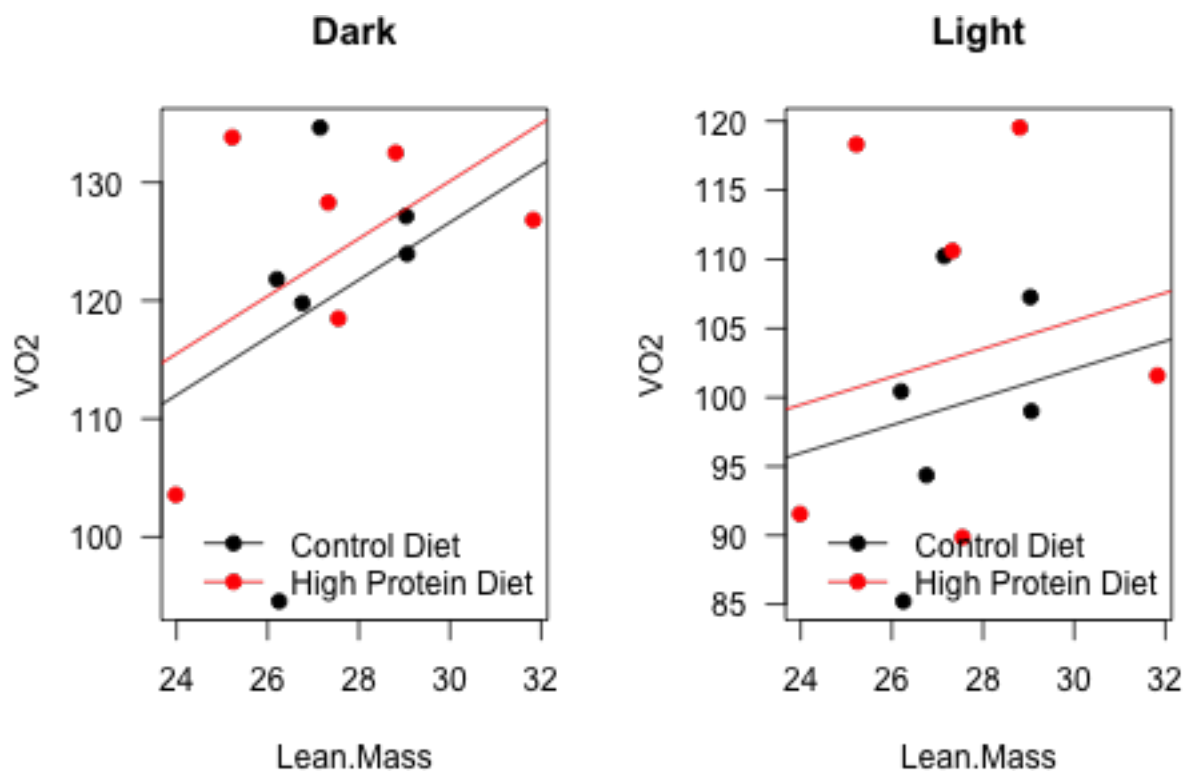 Dark
VO2
130
120
110
100
Control Diet
High Protein Diet
24 26 28 30 32
Lean.Mass
Light
VO2
120
115
110
105
100
95
90
85
Control Diet
High Protein Diet
24 26 28 30 32
Lean.Mass